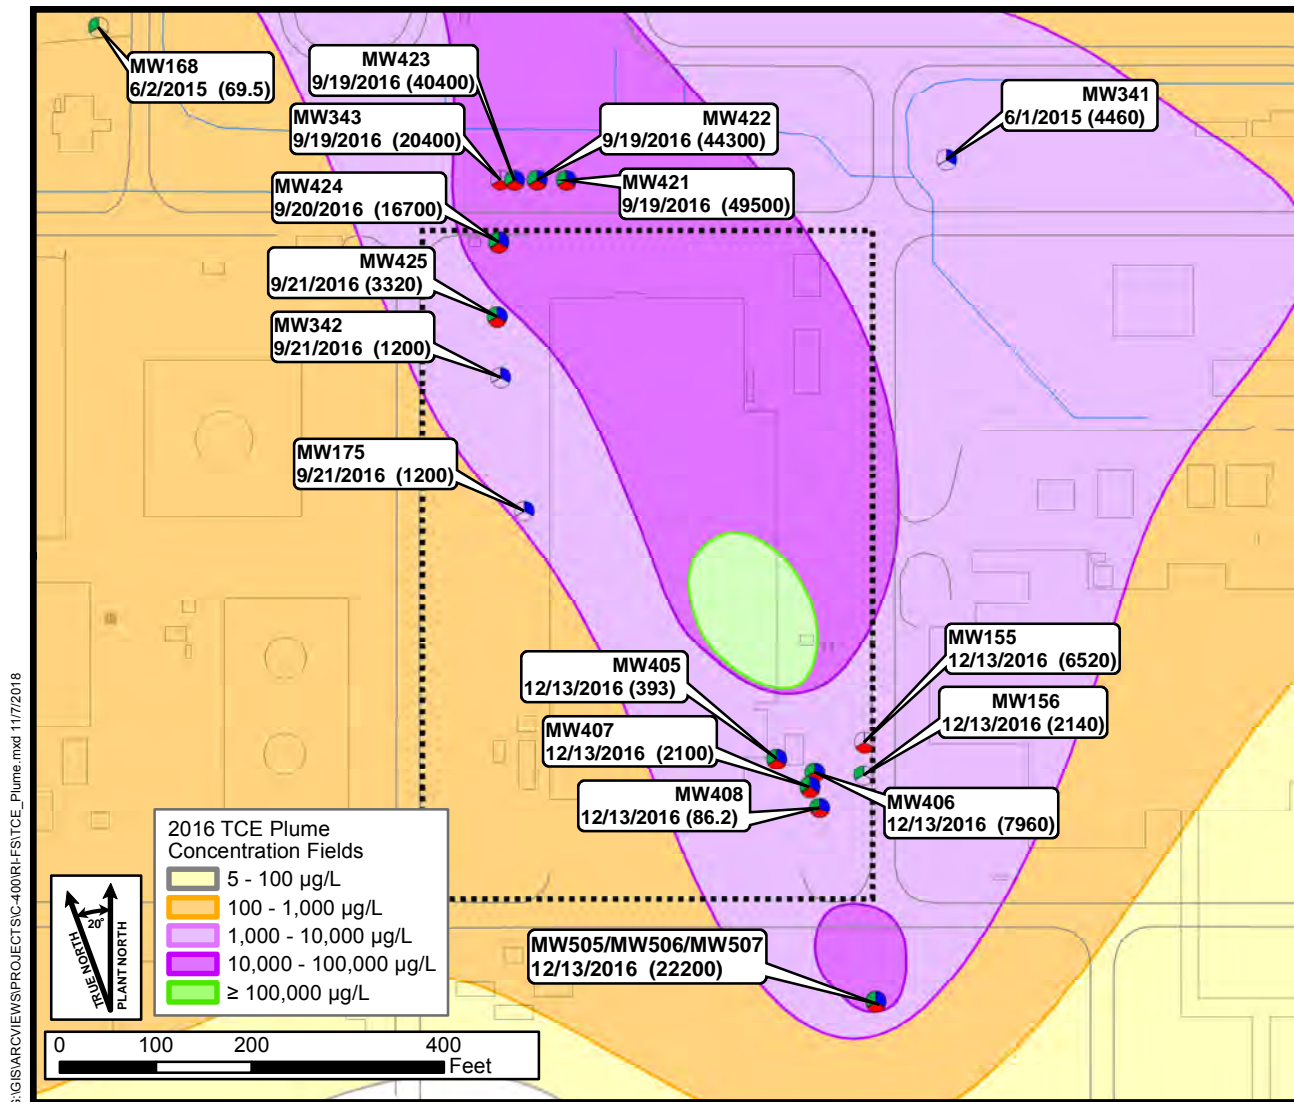 MW168
6/2/2015 (69.5)
MW423
9/19/2016 (40400)
MW343
9/19/2016 (20400)
MW422
9/19/2016 (44300)
MW341
6/1/2015 (4460)
MW421
9/19/2016 (49500)
MW424
9/20/2016 (16700)
MW425
9/21/2016 (3320)
MW342
9/21/2016 (1200)
MW175
9/21/2016 (1200)
MW155
12/13/2016 (6520)
MW405
12/13/2016 (393)
MW156
12/13/2016 (2140)
MW407
12/13/2016 (2100)
MW408
12/13/2016 (86.2)
MW406
12/13/2016 (7960)
MW505/MW506/MW507
12/13/2016 (22200)
2016 TCE Plume
Concentration Fields
5 - 100 µg/L
100 - 1,000 µg/L
1,000 - 10,000 µg/L
10,000 - 100,000 µg/L
≥ 100,000 µg/L
20°
TRUE NORTH
PLANT NORTH
0 100 200 400
Feet
S:\GIS\ARCVIEWS\PROJECTS\C-400\RI-FS\TCE_Plume.mxd 11/7/2018